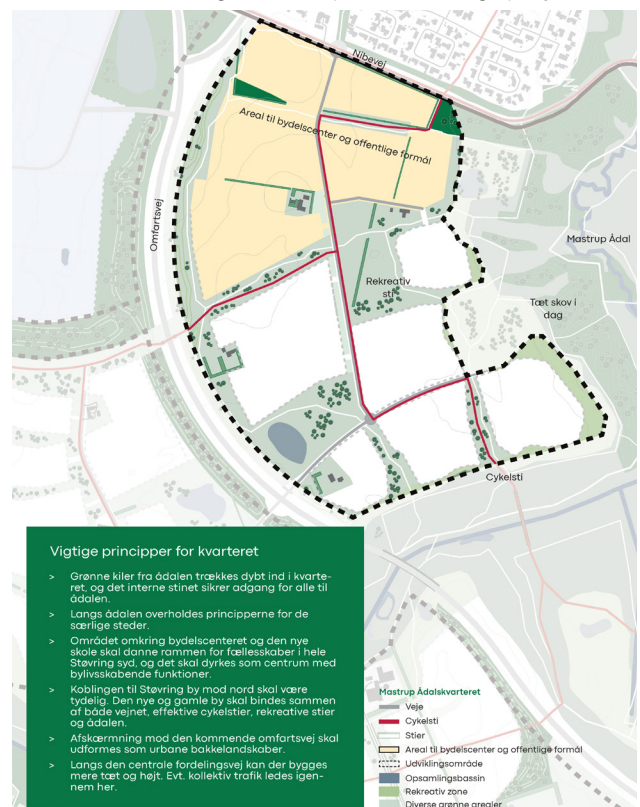 Nibevej
Areal til bydelscenter og offentlige formål
Omfartsvej
Mastrup Ådal
Rekreativ
sti
Tæt skov i
dag
Cykelsti
Vigtige principper for kvarteret
> Grønne kiler fra ådalen trækkes dybt ind i kvarte-
ret, og det interne stinet sikrer adgang for alle til
ådalen.
> Langs ådalen overholdes principperne for de
særlige steder.
> Området omkring bydelscenteret og den nye
skole skal danne rammen for fællesskaber i hele
Støvring syd, og det skal dyrkes som centrum med
bylivsskabende funktioner.
> Koblingen til Støvring by mod nord skal være
tydelig. Den nye og gamle by skal bindes sammen
af både vejnet, effektive cykelstier, rekreative stier
og ådalen.
> Afskærmning mod den kommende omfartsvej skal
udformes som urbane bakkelandskaber.
> Langs den centrale fordelingsvej kan der bygges
mere tæt og højt. Evt. kollektiv trafik ledes igen-
nem her.
Mastrup Ådalskvarteret
Veje
Cykelsti
Stier
Areal til bydelscenter og offentlige formål
Udviklingsområde
Opsamlingsbassin
Rekreativ zone
Diverse grønne arealer